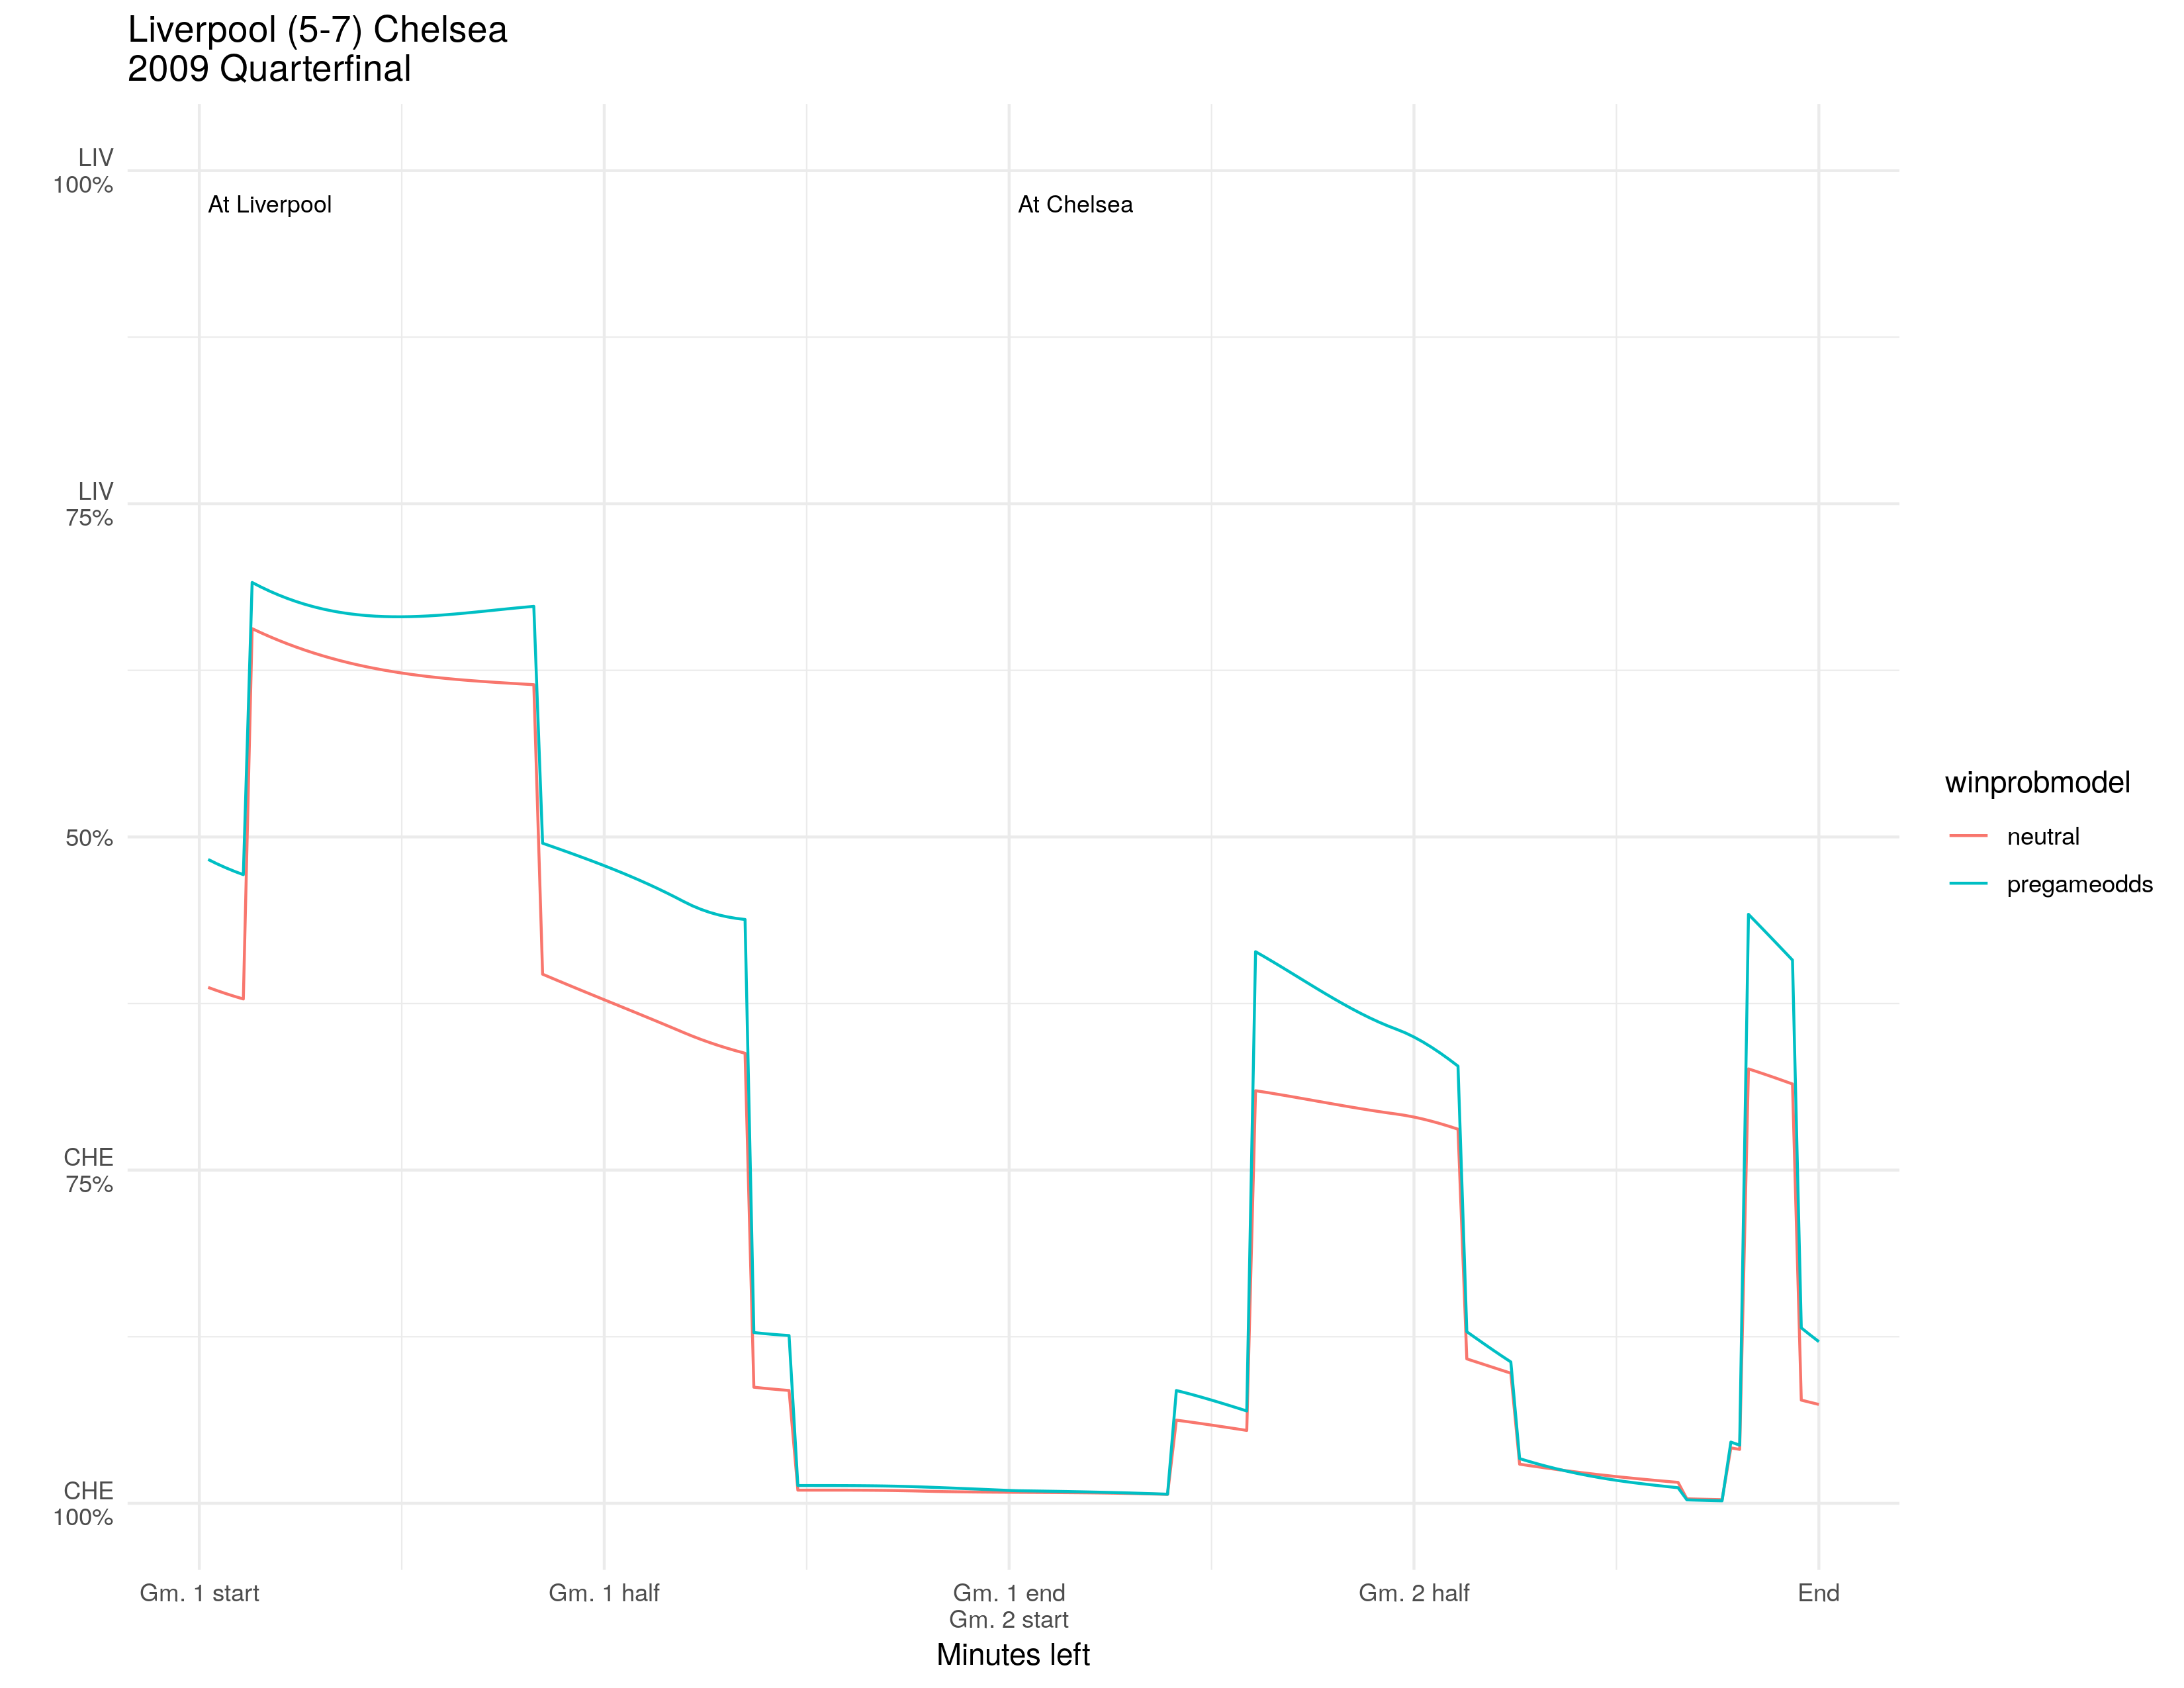 Liverpool (5-7) Chelsea
2009 Quarterfinal
LIV
100%
At Liverpool
At Chelsea
LIV
75%
50%
CHE
75%
CHE
100%
winprobmodel
neutral
pregameodds
Gm. 1 start
Gm. 1 half
Gm. 1 end
Gm. 2 start
Gm. 2 half
End
Minutes left